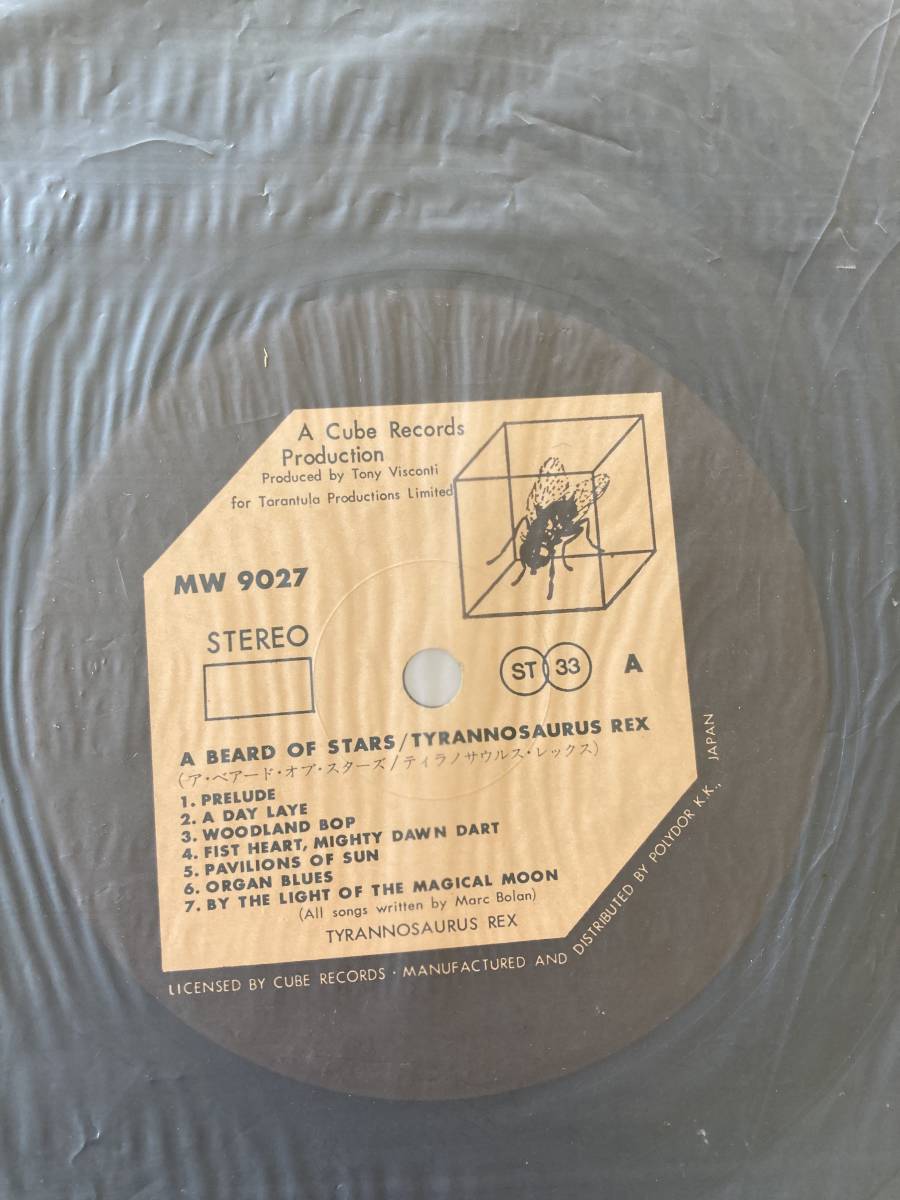 A Cube Records
Production
Produced by Tony Visconti
for Tarantula Productions Limited
MW 9027
STEREO
ST 33 A
A BEARD OF STARS/TYRANNOSAURUS REX
(ア・ベアード・オブ・スターズ/ティラノサウルス・レックス)
1. PRELUDE
2. A DAY LAYE
3. WOODLAND BOP
4. FIST HEART, MIGHTY DAWN DART
5. PAVILIONS OF SUN
6. ORGAN BLUES
7. BY THE LIGHT OF THE MAGICAL MOON
(All songs written by Marc Bolan)
TYRANNOSAURUS REX
LICENSED BY CUBE RECORDS · MANUFACTURED AND DISTRIBUTED BY POLYDOR K.K., JAPAN